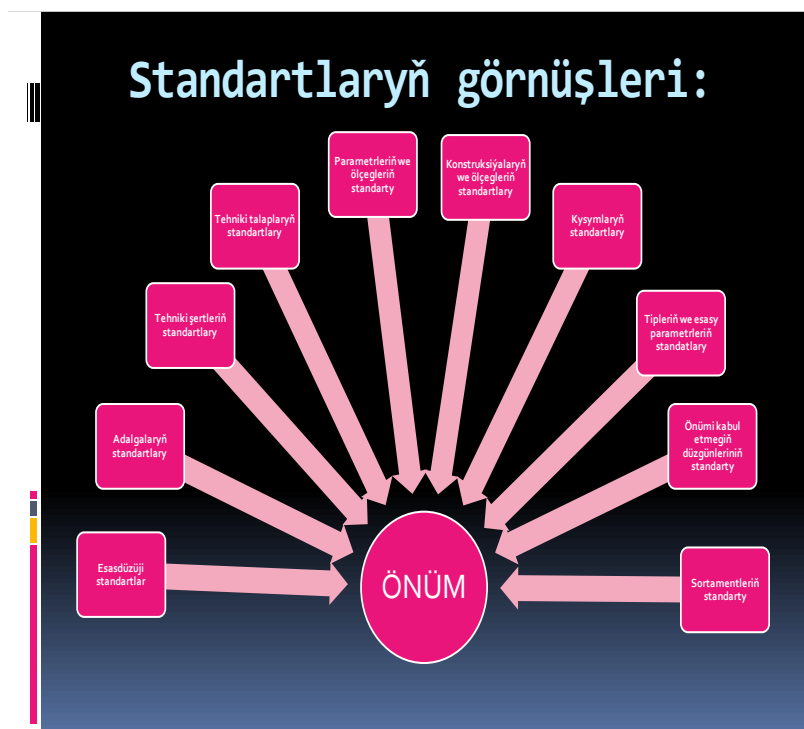 Standartlaryň görnüşleri:
Parametrleriň we
ölçegleriň
standarty
Konstruksiýalaryň
we ölçegleriň
standartlary
Tehniki talaplaryň
standartlary
Kysymlaryň
standartlary
Tehniki şertleriň
standartlary
Tipleriň we esasy
parametrleriň
standatlary
Adalgalaryň
standartlary
Önümi kabul
etmegiň
düzgünleriniň
standarty
Esasdüzüji
standartlar
ÖNÜM
Sortamentleriň
standarty